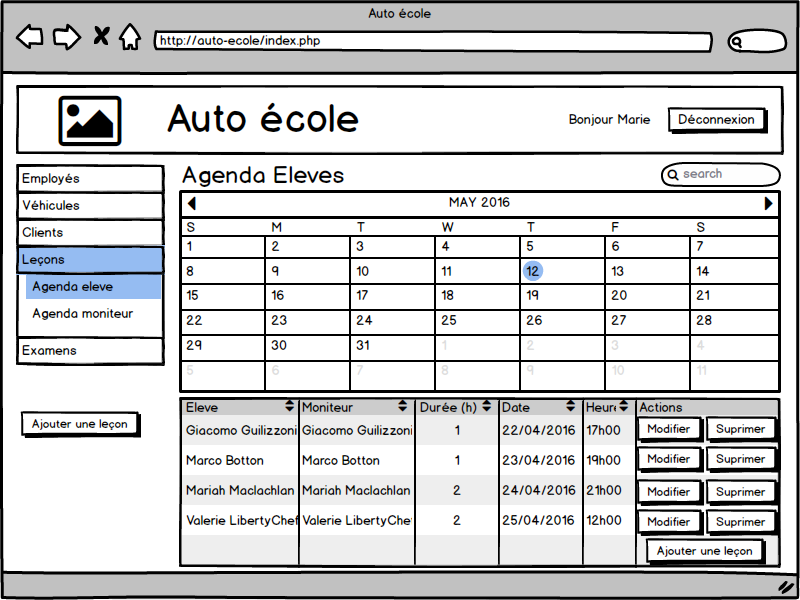 Auto école
http://auto-ecole/index.php
Auto école
Bonjour Marie
Déconnexion
Employés
Véhicules
Clients
Leçons
Agenda eleve
Agenda moniteur
Examens
Ajouter une leçon
Agenda Eleves
search
MAY 2016
S M T W T F S
1 2 3 4 5 6 7
8 9 10 11 12 13 14
15 16 17 18 19 20 21
22 23 24 25 26 27 28
29 30 31 1 2 3 4
5 6 7 8 9 10 11
Eleve Moniteur Durée (h) Date Heure Actions
Giacomo Guilizzoni Giacomo Guilizzoni 1 22/04/2016 17h00 Modifier Suprimer
Marco Botton Marco Botton 1 23/04/2016 19h00 Modifier Suprimer
Mariah Maclachlan Mariah Maclachlan 2 24/04/2016 21h00 Modifier Suprimer
Valerie LibertyChef Valerie LibertyChe 2 25/04/2016 12h00 Modifier Suprimer
Ajouter une leçon